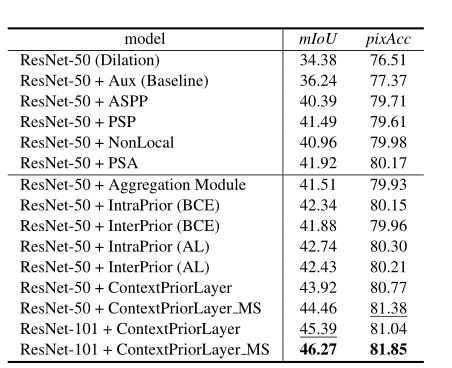 model mIoU pixAcc
ResNet-50 (Dilation) 34.38 76.51
ResNet-50 + Aux (Baseline) 36.24 77.37
ResNet-50 + ASPP 40.39 79.71
ResNet-50 + PSP 41.49 79.61
ResNet-50 + NonLocal 40.96 79.98
ResNet-50 + PSA 41.92 80.17
ResNet-50 + Aggregation Module 41.51 79.93
ResNet-50 + IntraPrior (BCE) 42.34 80.15
ResNet-50 + InterPrior (BCE) 41.88 79.96
ResNet-50 + IntraPrior (AL) 42.74 80.30
ResNet-50 + InterPrior (AL) 42.43 80.21
ResNet-50 + ContextPriorLayer 43.92 80.77
ResNet-50 + ContextPriorLayer_MS 44.46 81.38
ResNet-101 + ContextPriorLayer 45.39 81.04
ResNet-101 + ContextPriorLayer_MS 46.27 81.85